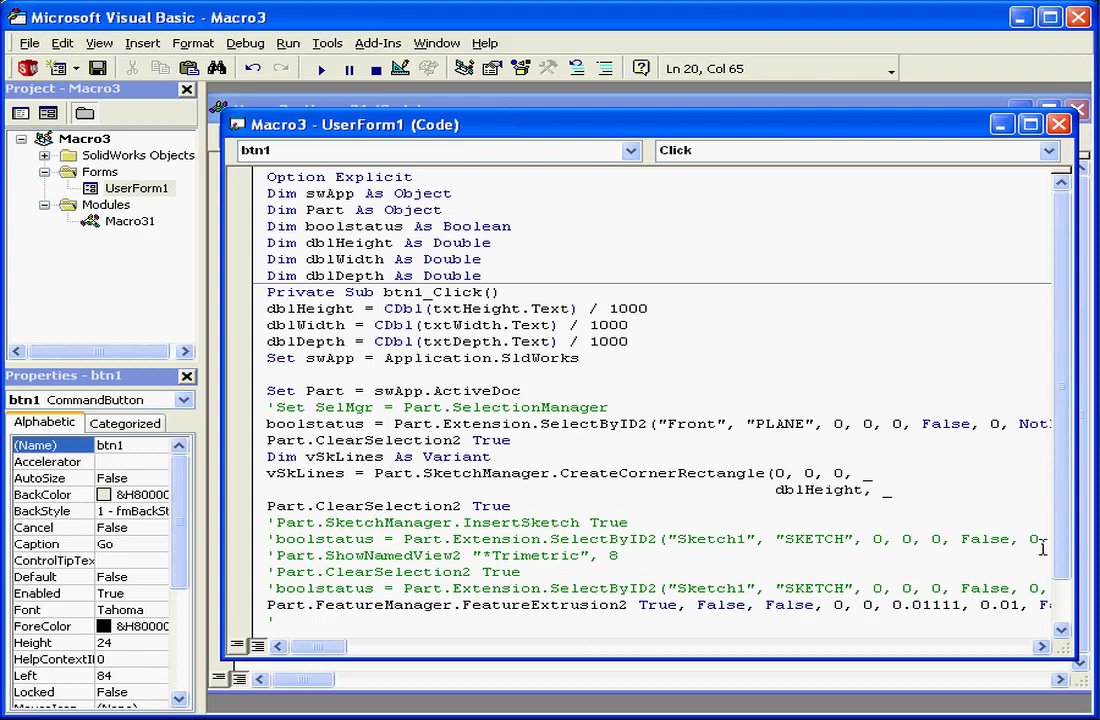 Microsoft Visual Basic - Macro3
File Edit View Insert Format Debug Run Tools Add-Ins Window Help
Ln 20, Col 65
Project - Macro3
Macro3
SolidWorks Objects
Forms
UserForm1
Modules
Macro31
Properties - btn1
btn1 CommandButton
Alphabetic Categorized
(Name) btn1
Accelerator
AutoSize False
BackColor &H80000
BackStyle 1 - fmBackSt
Cancel False
Caption Go
ControlTipTex
Default False
Enabled True
Font Tahoma
ForeColor &H80000
Height 24
HelpContextI 0
Left 84
Locked False
Macro3 - UserForm1 (Code)
btn1 Click
Option Explicit
Dim swApp As Object
Dim Part As Object
Dim boolstatus As Boolean
Dim dblHeight As Double
Dim dblWidth As Double
Dim dblDepth As Double
Private Sub btn1_Click()
dblHeight = CDbl(txtHeight.Text) / 1000
dblWidth = CDbl(txtWidth.Text) / 1000
dblDepth = CDbl(txtDepth.Text) / 1000
Set swApp = Application.SldWorks
Set Part = swApp.ActiveDoc
'Set SelMgr = Part.SelectionManager
boolstatus = Part.Extension.SelectByID2("Front", "PLANE", 0, 0, 0, False, 0, Not
Part.ClearSelection2 True
Dim vSkLines As Variant
vSkLines = Part.SketchManager.CreateCornerRectangle(0, 0, 0, _
dblHeight, _
Part.ClearSelection2 True
'Part.SketchManager.InsertSketch True
'boolstatus = Part.Extension.SelectByID2("Sketch1", "SKETCH", 0, 0, 0, False, 0
'Part.ShowNamedView2 "*Trimetric", 8
'Part.ClearSelection2 True
'boolstatus = Part.Extension.SelectByID2("Sketch1", "SKETCH", 0, 0, 0, False, 0,
Part.FeatureManager.FeatureExtrusion2 True, False, False, 0, 0, 0.01111, 0.01, F
'